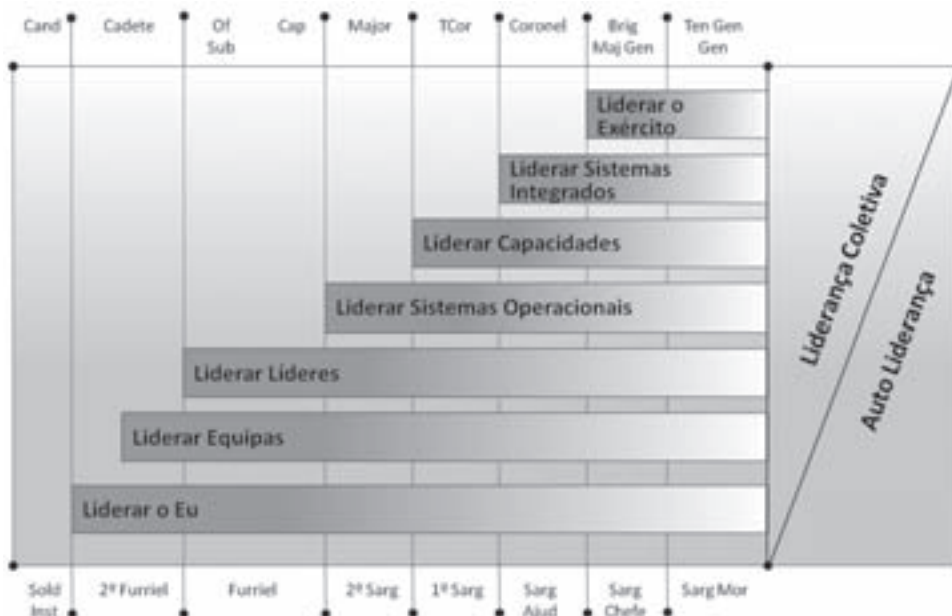 Cand Cadete Of Cap Major TCor Coronel Brig Ten Gen
Sub Maj Gen Gen
Liderar o
Exército
Liderar Sistemas
Integrados
Liderar Capacidades
Liderar Sistemas Operacionais
Liderar Líderes
Liderar Equipas
Liderar o Eu
Liderança Coletiva
Auto Liderança
Sold 2º Furriel Furriel 2º Sarg 1º Sarg Sarg Sarg Sarg Mor
Inst Ajud Chefe